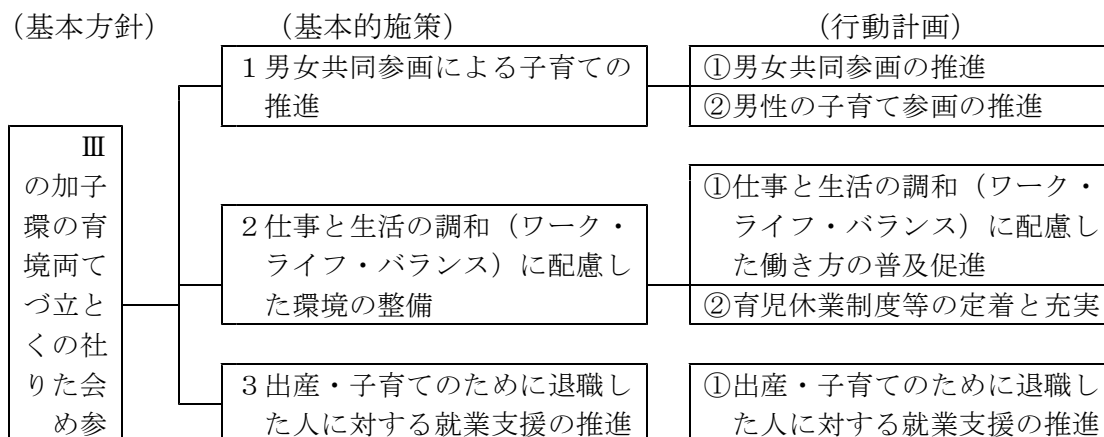 (基本方針)
(基本的施策)
(行動計画)
Ⅲ
子育てと社会参
加の両立のため
の環境づくり
1 男女共同参画による子育ての
推進
①男女共同参画の推進
②男性の子育て参画の推進
2 仕事と生活の調和（ワーク・
ライフ・バランス）に配慮し
た環境の整備
①仕事と生活の調和（ワーク・
ライフ・バランス）に配慮し
た働き方の普及促進
②育児休業制度等の定着と充実
3 出産・子育てのために退職し
た人に対する就業支援の推進
①出産・子育てのために退職し
た人に対する就業支援の推進